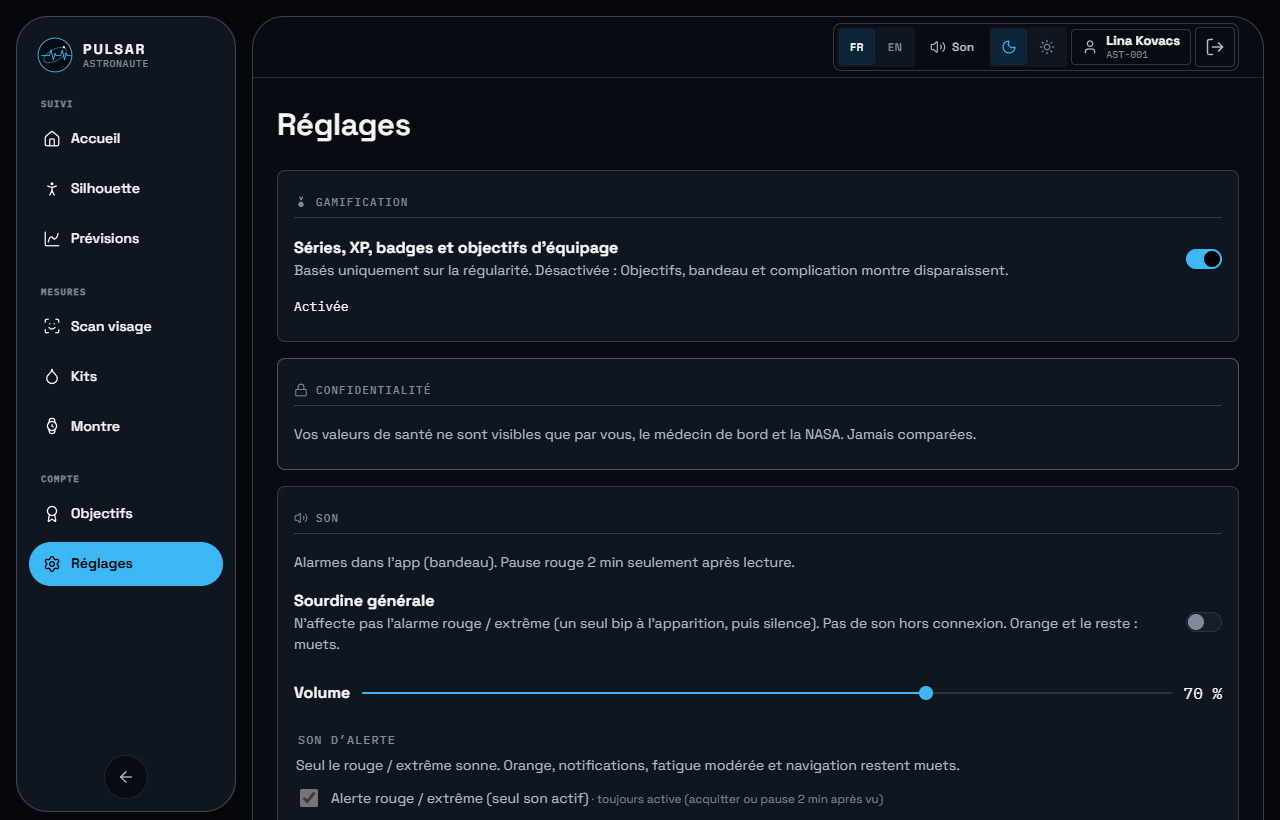 PULSAR
ASTRONAUTE
SUIVI
Accueil
Silhouette
Prévisions
MESURES
Scan visage
Kits
Montre
COMPTE
Objectifs
Réglages
FR
EN
Son
Lina Kovacs
AST-001
Réglages
GAMIFICATION
Séries, XP, badges et objectifs d’équipage
Basés uniquement sur la régularité. Désactivée : Objectifs, bandeau et complication montre disparaissent.
Activée
CONFIDENTIALITÉ
Vos valeurs de santé ne sont visibles que par vous, le médecin de bord et la NASA. Jamais comparées.
SON
Alarmes dans l’app (bandeau). Pause rouge 2 min seulement après lecture.
Sourdine générale
N’affecte pas l’alarme rouge / extrême (un seul bip à l’apparition, puis silence). Pas de son hors connexion. Orange et le reste :
muets.
Volume
70 %
SON D’ALERTE
Seul le rouge / extrême sonne. Orange, notifications, fatigue modérée et navigation restent muets.
Alerte rouge / extrême (seul son actif) · toujours active (acquitter ou pause 2 min après vu)